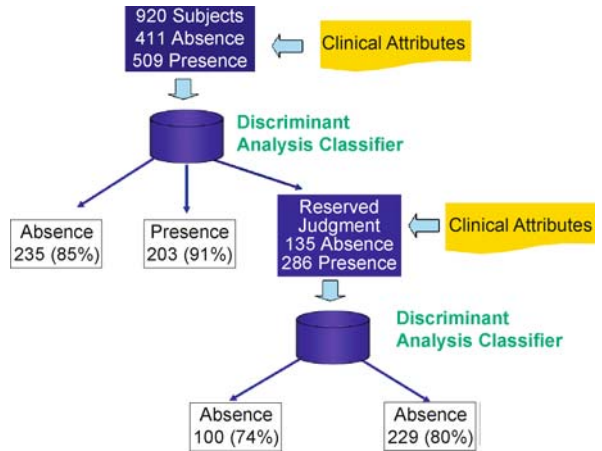 920 Subjects
411 Absence
509 Presence
Clinical Attributes
Discriminant
Analysis Classifier
Absence
235 (85%)
Presence
203 (91%)
Reserved
Judgment
135 Absence
286 Presence
Clinical Attributes
Discriminant
Analysis Classifier
Absence
100 (74%)
Absence
229 (80%)